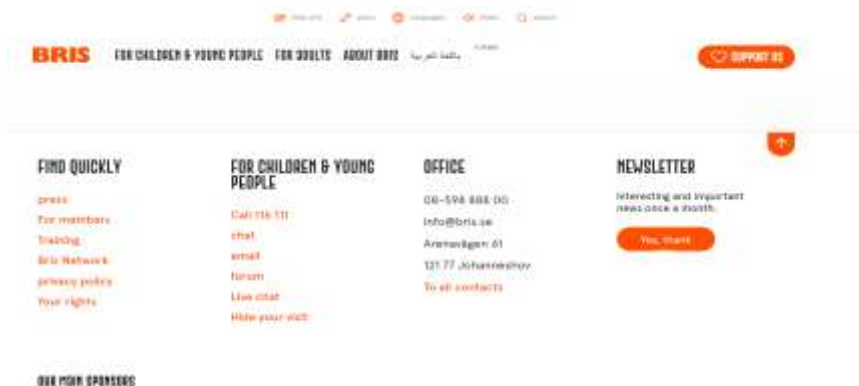 BRIS FOR CHILDREN & YOUNG PEOPLE FOR ADULTS ABOUT BRIS باللغة العربية SUPPORT US
FIND QUICKLY
press
For members
Training
Bris Network
privacy policy
Your rights
FOR CHILDREN & YOUNG
PEOPLE
Call 116 111
chat
email
forum
Live chat
Hide your visit
OFFICE
08-598 888 00
info@bris.se
Arenavägen 61
121 77 Johanneshov
To all contacts
NEWSLETTER
Interesting and important
news once a month.
Yes, thank
OUR MAIN SPONSORS